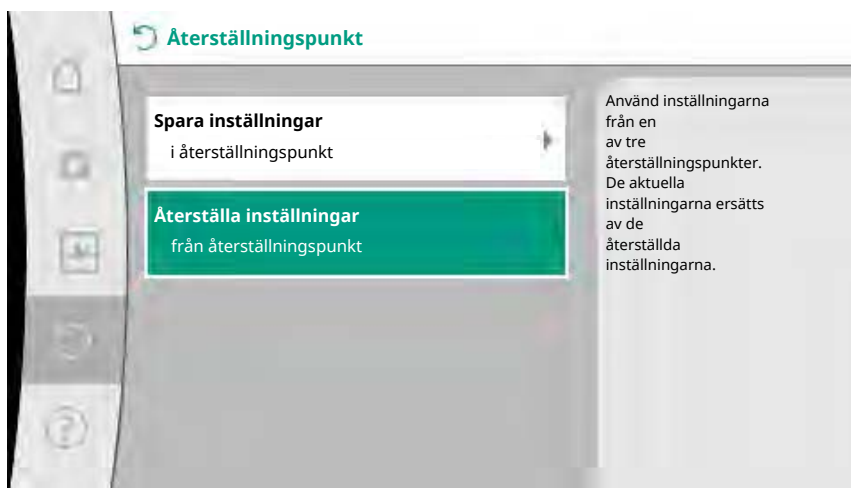 Återställningspunkt
Spara inställningar
i återställningspunkt
Återställa inställningar
från återställningspunkt
Använd inställningarna
från en
av tre
återställningspunkter.
De aktuella
inställningarna ersätts
av de
återställda
inställningarna.
?